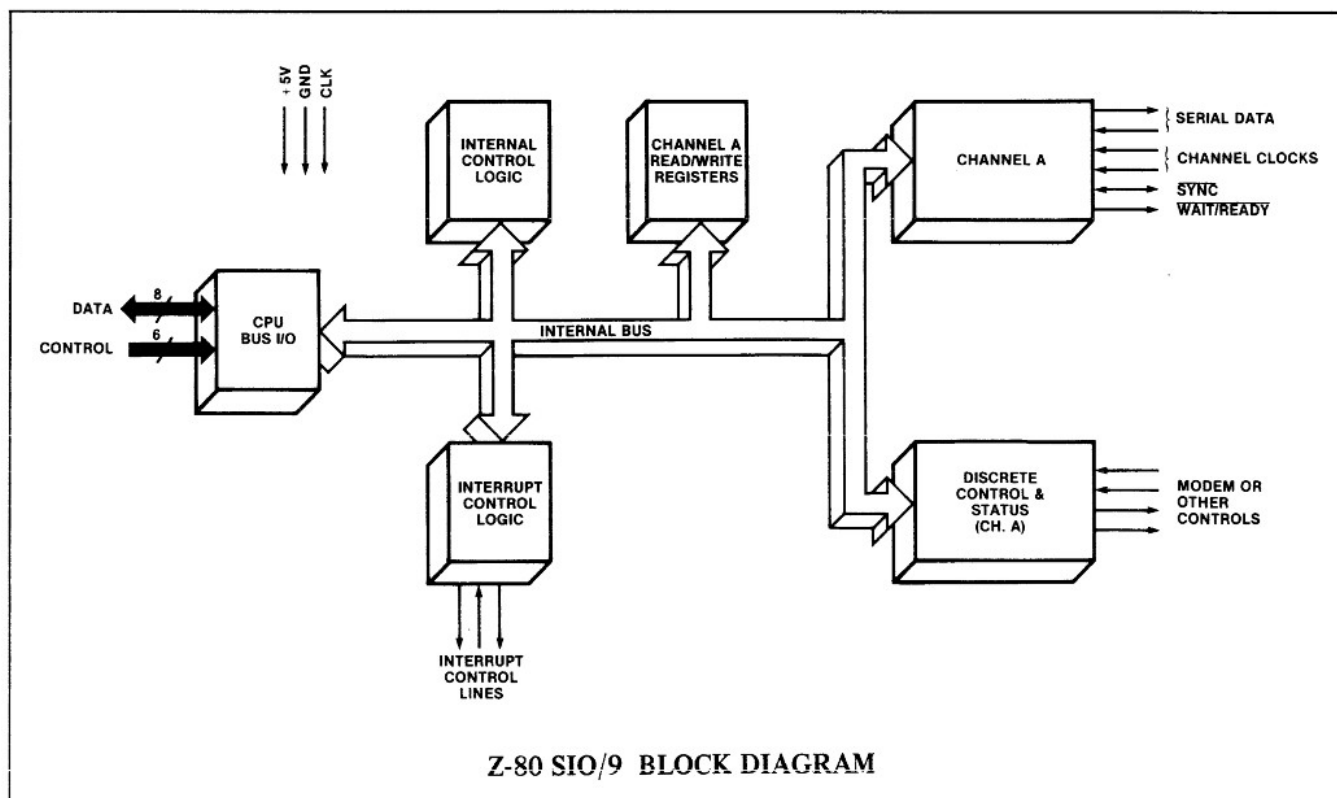 +5V
GND
CLK
INTERNAL
CONTROL
LOGIC
CHANNEL A
READ/WRITE
REGISTERS
CHANNEL A
SERIAL DATA
CHANNEL CLOCKS
SYNC
WAIT/READY
DATA
8
CONTROL
6
CPU
BUS I/O
INTERNAL BUS
INTERRUPT
CONTROL
LOGIC
DISCRETE
CONTROL &
STATUS
(CH. A)
MODEM OR
OTHER
CONTROLS
INTERRUPT
CONTROL
LINES
Z-80 SIO/9 BLOCK DIAGRAM